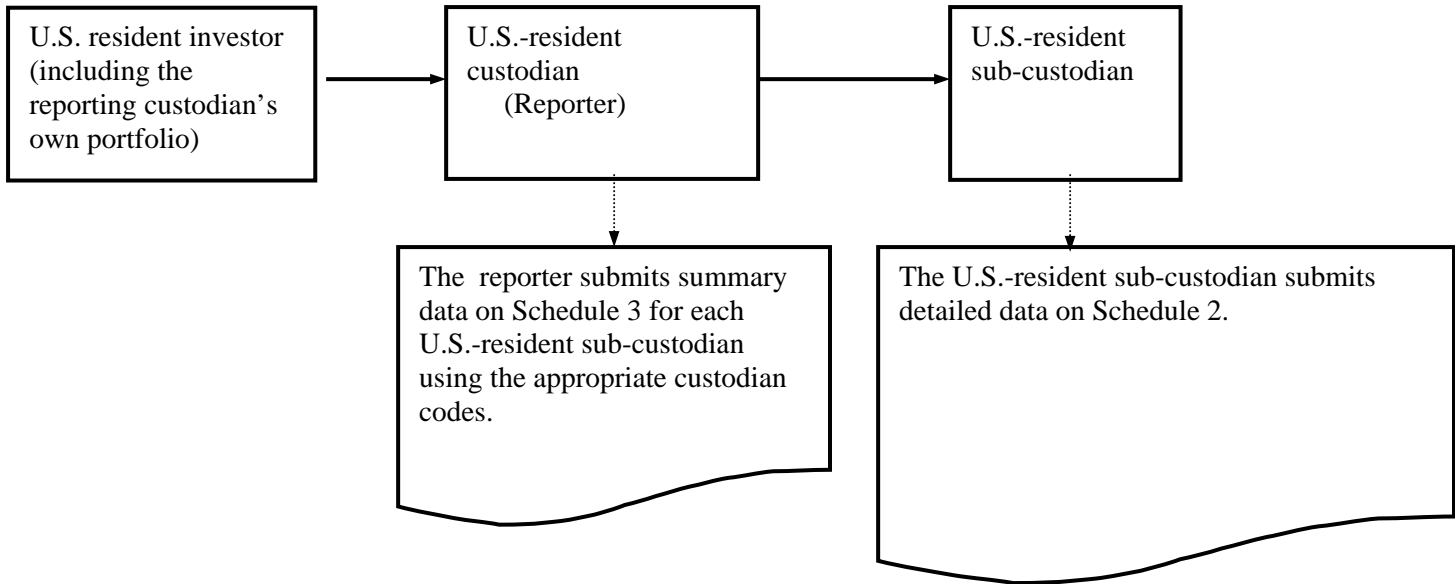 U.S. resident investor
(including the
reporting custodian's
own portfolio)
U.S.-resident
custodian
(Reporter)
U.S.-resident
sub-custodian
The reporter submits summary
data on Schedule 3 for each
U.S.-resident sub-custodian
using the appropriate custodian
codes.
The U.S.-resident sub-custodian submits
detailed data on Schedule 2.